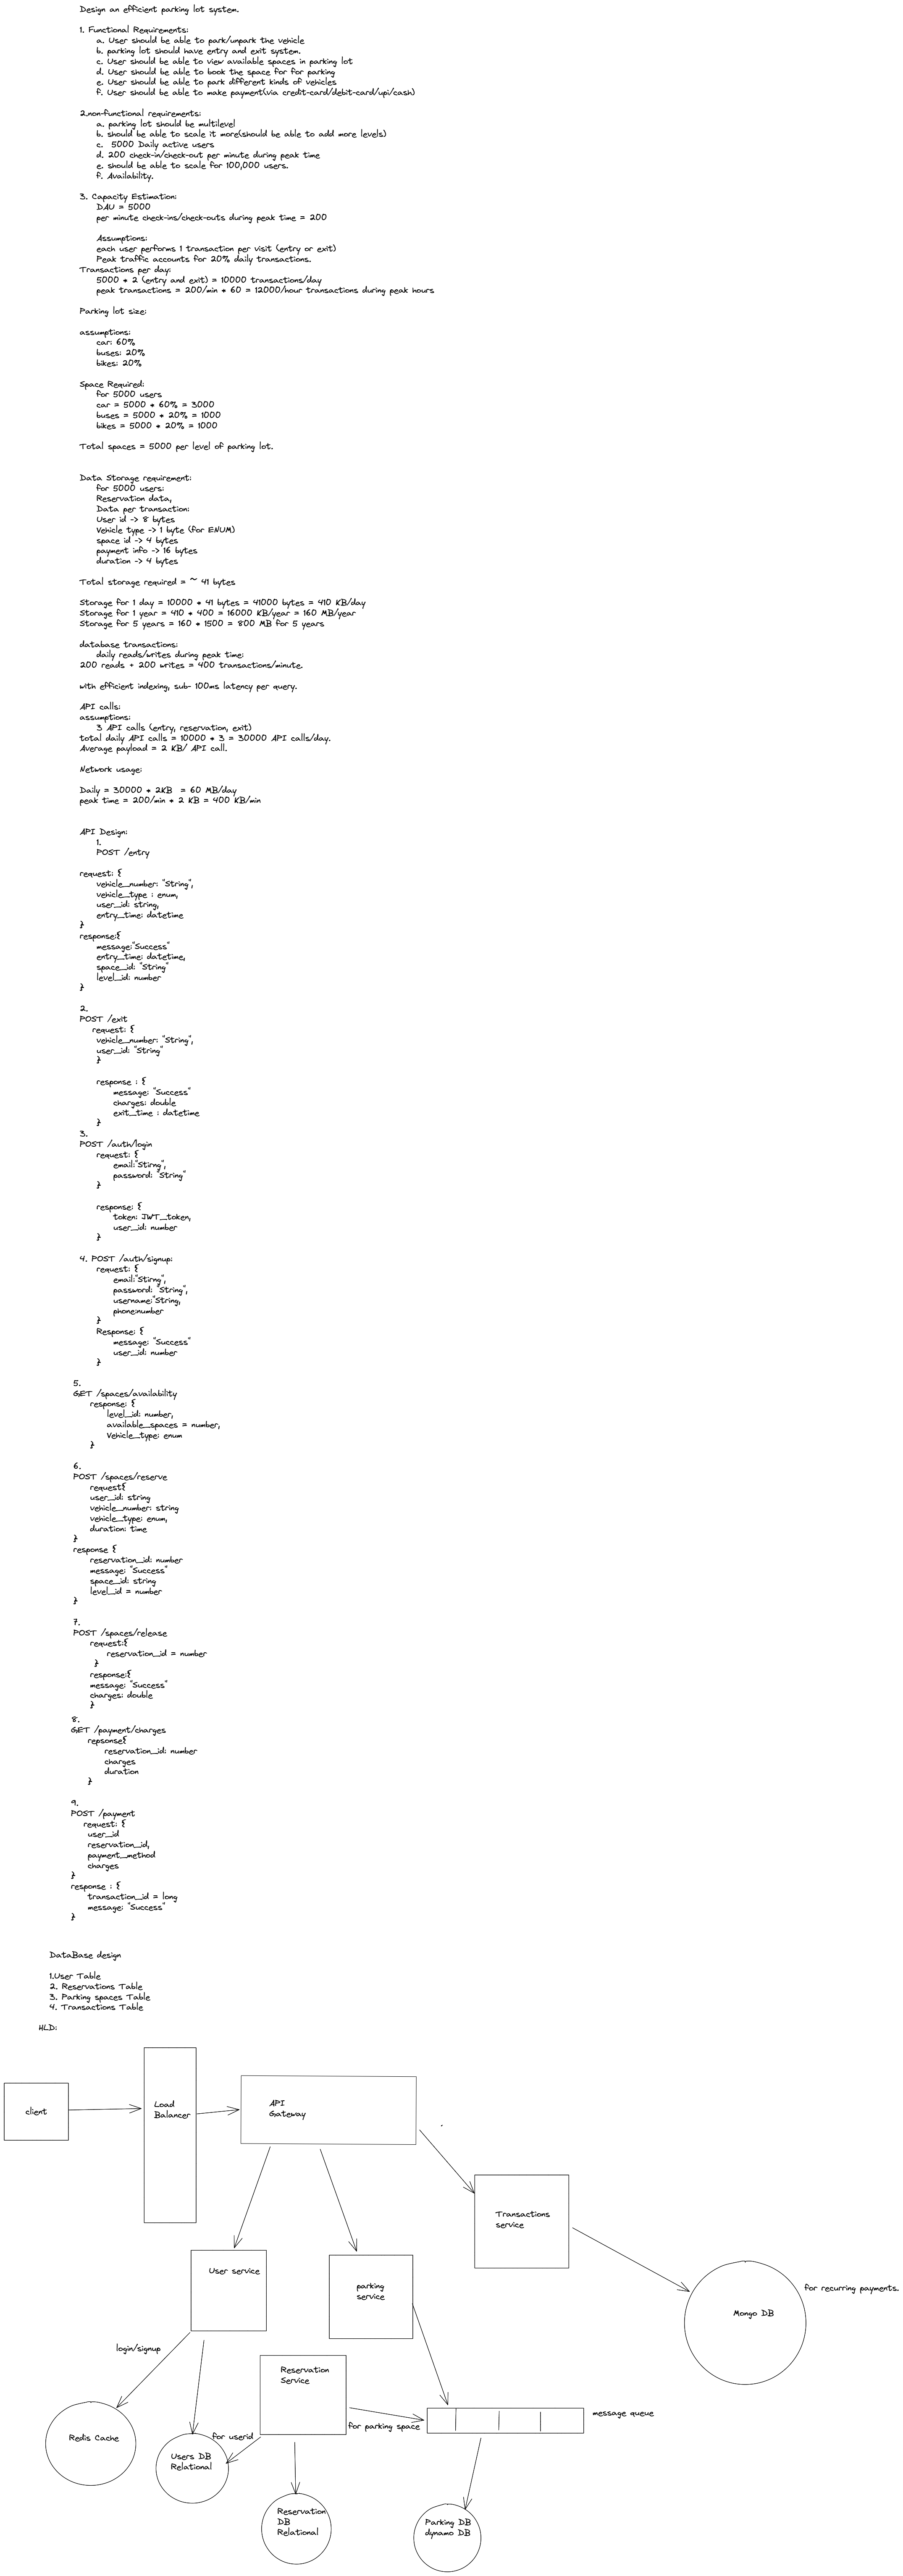 Design an efficient parking lot system.
1. Functional Requirements:
a. User should be able to park/unpark the vehicle
b. parking lot should have entry and exit system.
c. User should be able to view available spaces in parking lot
d. User should be able to book the space for for parking
e. User should be able to park different kinds of vehicles
f. User should be able to make payment(via credit-card/debit-card/upi/cash)
2.non-functional requirements:
a. parking lot should be multilevel
b. should be able to scale it more(should be able to add more levels)
c. 5000 Daily active users
d. 200 check-in/check-out per minute during peak time
e. should be able to scale for 100,000 users.
f. Availability.
3. Capacity Estimation:
DAU = 5000
per minute check-ins/check-outs during peak time = 200
Assumptions:
each user performs 1 transaction per visit (entry or exit)
Peak traffic accounts for 20% daily transactions.
Transactions per day:
5000 * 2 (entry and exit) = 10000 transactions/day
peak transactions = 200/min * 60 = 12000/hour transactions during peak hours
Parking lot size:
assumptions:
car: 60%
buses: 20%
bikes: 20%
Space Required:
for 5000 users
car = 5000 * 60% = 3000
buses = 5000 * 20% = 1000
bikes = 5000 * 20% = 1000
Total spaces = 5000 per level of parking lot.
Data Storage requirement:
for 5000 users:
Reservation data,
Data per transaction:
User id -> 8 bytes
Vehicle type -> 1 byte (for ENUM)
space id -> 4 bytes
payment info -> 16 bytes
duration -> 4 bytes
Total storage required = ~ 41 bytes
Storage for 1 day = 10000 * 41 bytes = 41000 bytes = 410 KB/day
Storage for 1 year = 410 * 400 = 16000 KB/year = 160 MB/year
Storage for 5 years = 160 * 1500 = 800 MB for 5 years
database transactions:
daily reads/writes during peak time:
200 reads + 200 writes = 400 transactions/minute.
with efficient indexing, sub- 100ms latency per query.
API calls:
assumptions:
3 API calls (entry, reservation, exit)
total daily API calls = 10000 * 3 = 30000 API calls/day.
Average payload = 2 KB/ API call.
Network usage:
Daily = 30000 * 2KB = 60 MB/day
peak time = 200/min * 2 KB = 400 KB/min
API Design:
1.
POST /entry
request: {
vehicle_number: "String",
vehicle_type : enum,
user_id: string,
entry_time: datetime
}
response:{
message:"Success"
entry_time: datetime,
space_id: "String"
level_id: number
}
2.
POST /exit
request: {
vehicle_number: "String",
user_id: "String"
}
response : {
message: "Success"
charges: double
exit_time : datetime
}
3.
POST /auth/login
request: {
email:"Stirng",
password: "String"
}
response: {
token: JWT_token,
user_id: number
}
4. POST /auth/signup:
request: {
email:"Stirng",
password: "String",
username:"String,
phone:number
}
Response: {
message: "Success"
user_id: number
}
5.
GET /spaces/availability
response: {
level_id: number,
available_spaces = number,
Vehicle_type: enum
}
6.
POST /spaces/reserve
request{
user_id: string
vehicle_number: string
vehicle_type: enum,
duration: time
}
response {
reservation_id: number
message: "Success"
space_id: string
level_id = number
}
7.
POST /spaces/release
request:{
reservation_id = number
}
response:{
message: "Success"
charges: double
}
8.
GET /payment/charges
repsonse{
reservation_id: number
charges
duration
}
9.
POST /payment
request: {
user_id
reservation_id,
payment_method
charges
}
response : {
transaction_id = long
message: "Success"
}
DataBase design
1.User Table
2. Reservations Table
3. Parking spaces Table
4. Transactions Table
HLD:
client
Load
Balancer
API
Gateway
Transactions
service
User service
parking
service
for recurring payments.
Mongo DB
login/signup
Reservation
Service
message queue
for parking space
Redis Cache
for userid
Users DB
Relational
Reservation
DB
Relational
Parking DB
dynamo DB